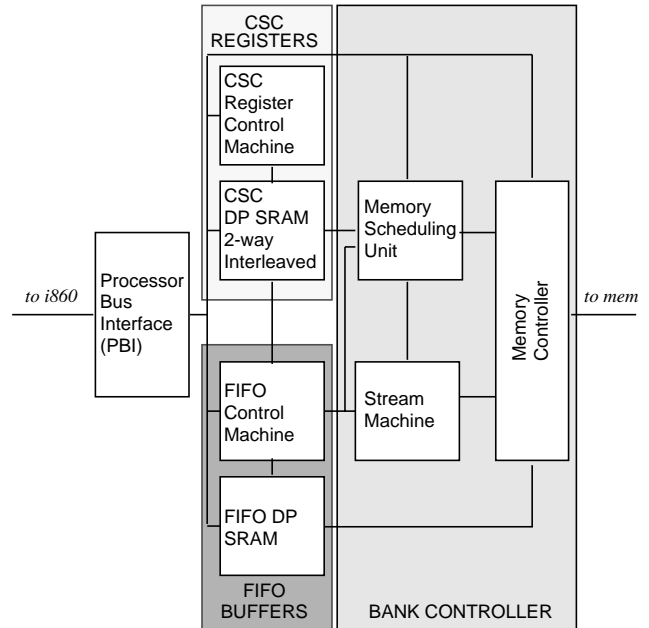 CSC
REGISTERS
CSC
Register
Control
Machine
CSC
DP SRAM
2-way
Interleaved
Memory
Scheduling
Unit
to i860
Processor
Bus
Interface
(PBI)
Memory
Controller
to mem
FIFO
Control
Machine
Stream
Machine
FIFO DP
SRAM
FIFO
BUFFERS
BANK CONTROLLER